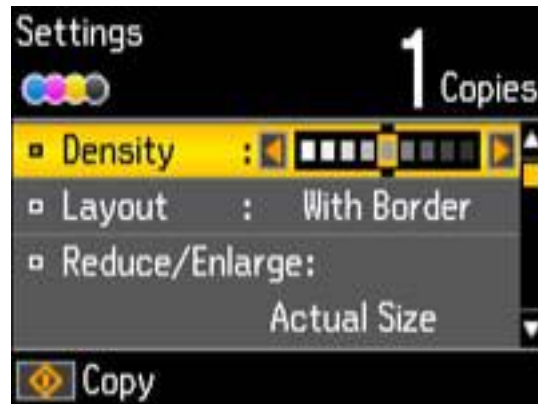 Settings
1 Copies
Density :
Layout : With Border
Reduce/Enlarge:
Actual Size
Copy